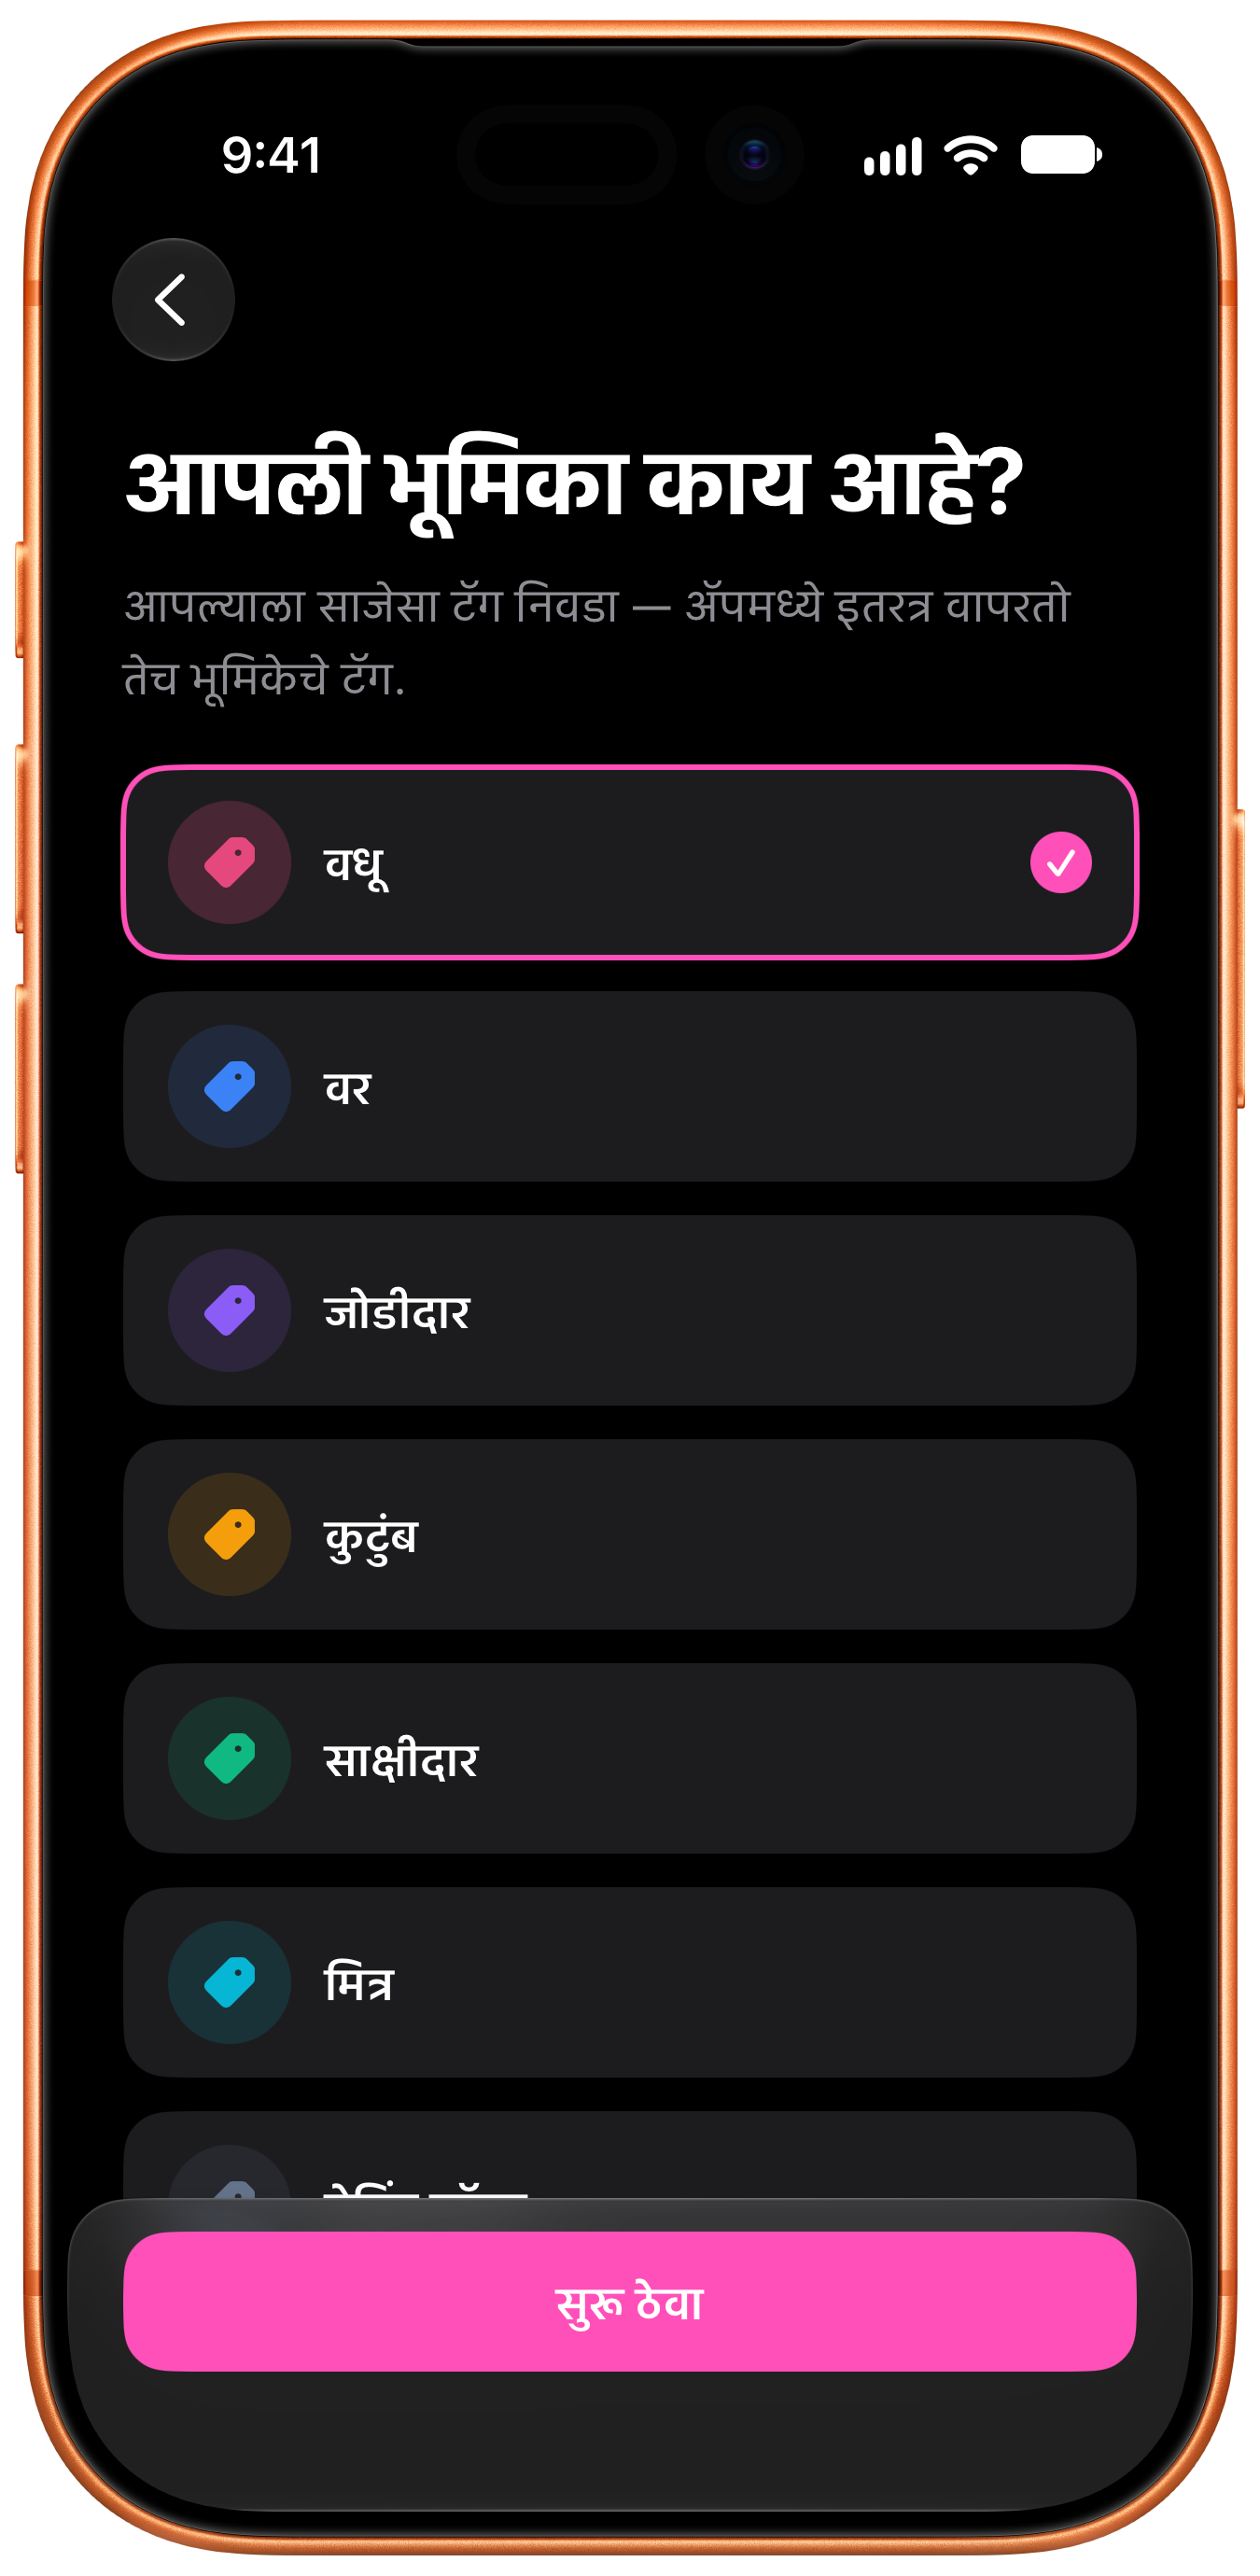 9:41
आपली भूमिका काय आहे?
आपल्याला साजेसा टॅग निवडा — ॲपमध्ये इतरत्र वापरतो
तेच भूमिकेचे टॅग.
वधू
वर
जोडीदार
कुटुंब
साक्षीदार
मित्र
सुरू ठेवा